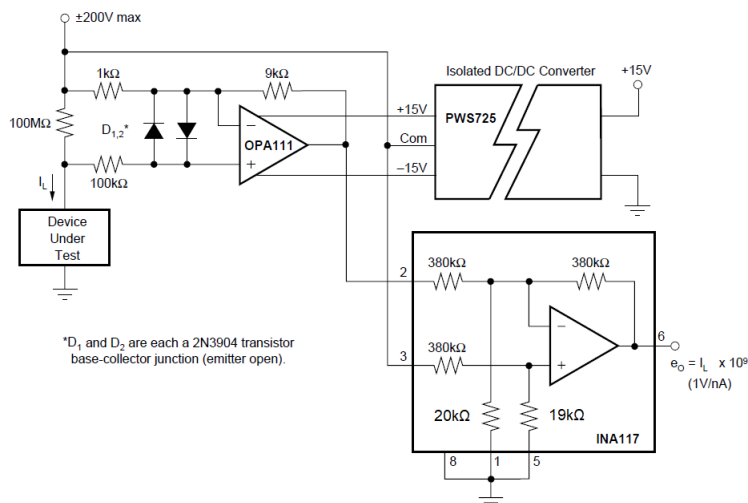 ±200V max
Isolated DC/DC Converter
+15V
1kΩ
9kΩ
+15V
PWS725
100MΩ
D1,2*
–
OPA111
Com
+
–15V
IL
100kΩ
Device
Under
Test
380kΩ
380kΩ
2
–
*D1 and D2 are each a 2N3904 transistor
base-collector junction (emitter open).
3
380kΩ
+
6
eO = IL x 10⁹
(1V/nA)
20kΩ
19kΩ
INA117
8
1
5